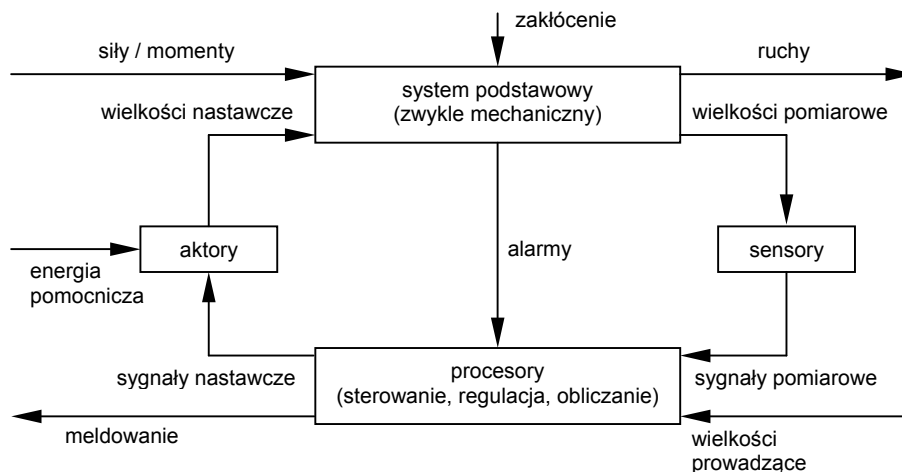 zakłócenie
siły / momenty
ruchy
system podstawowy
(zwykle mechaniczny)
wielkości nastawcze
wielkości pomiarowe
aktory
alarmy
sensory
energia
pomocnicza
sygnały nastawcze
procesory
(sterowanie, regulacja, obliczanie)
sygnały pomiarowe
meldowanie
wielkości
prowadzące